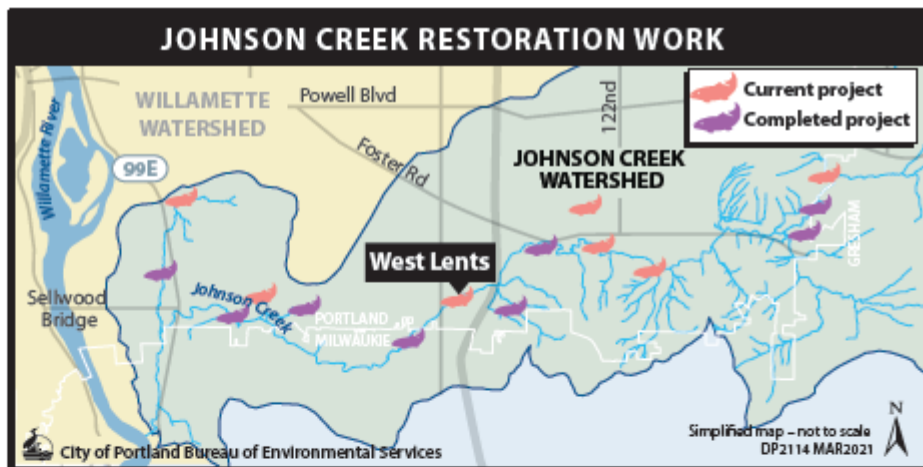 JOHNSON CREEK RESTORATION WORK
WILLAMETTE
WATERSHED
Powell Blvd
122nd
Current project
Completed project
Willamette River
99E
Foster Rd
JOHNSON CREEK
WATERSHED
GRESHAM
West Lents
Johnson Creek
Sellwood
Bridge
PORTLAND
MILWAUKIE
N
Simplified map – not to scale
DP2114 MAR2021
City of Portland Bureau of Environmental Services